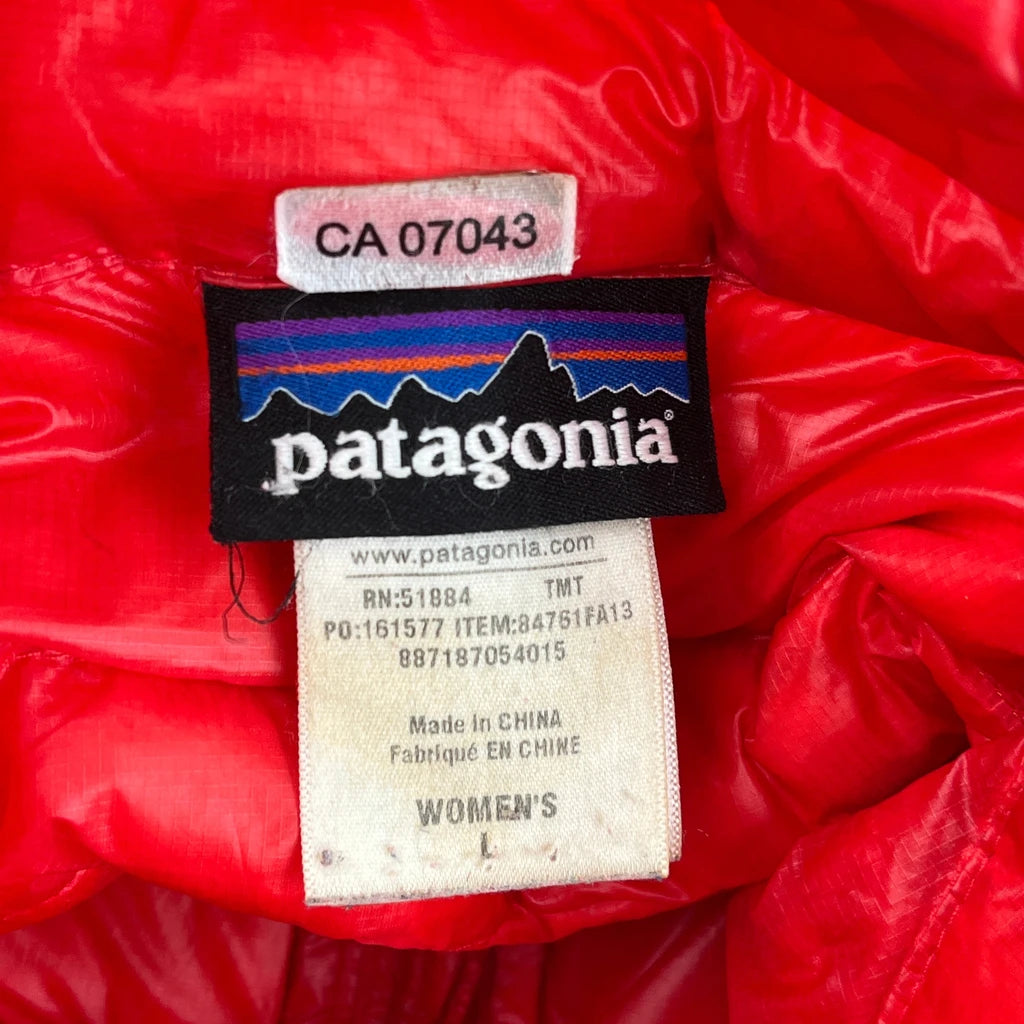 CA 07043
patagonia®
www.patagonia.com
RN:51884 TMT
PO:161577 ITEM:84761FA13
887187054015
Made in CHINA
Fabriqué EN CHINE
WOMEN'S
L